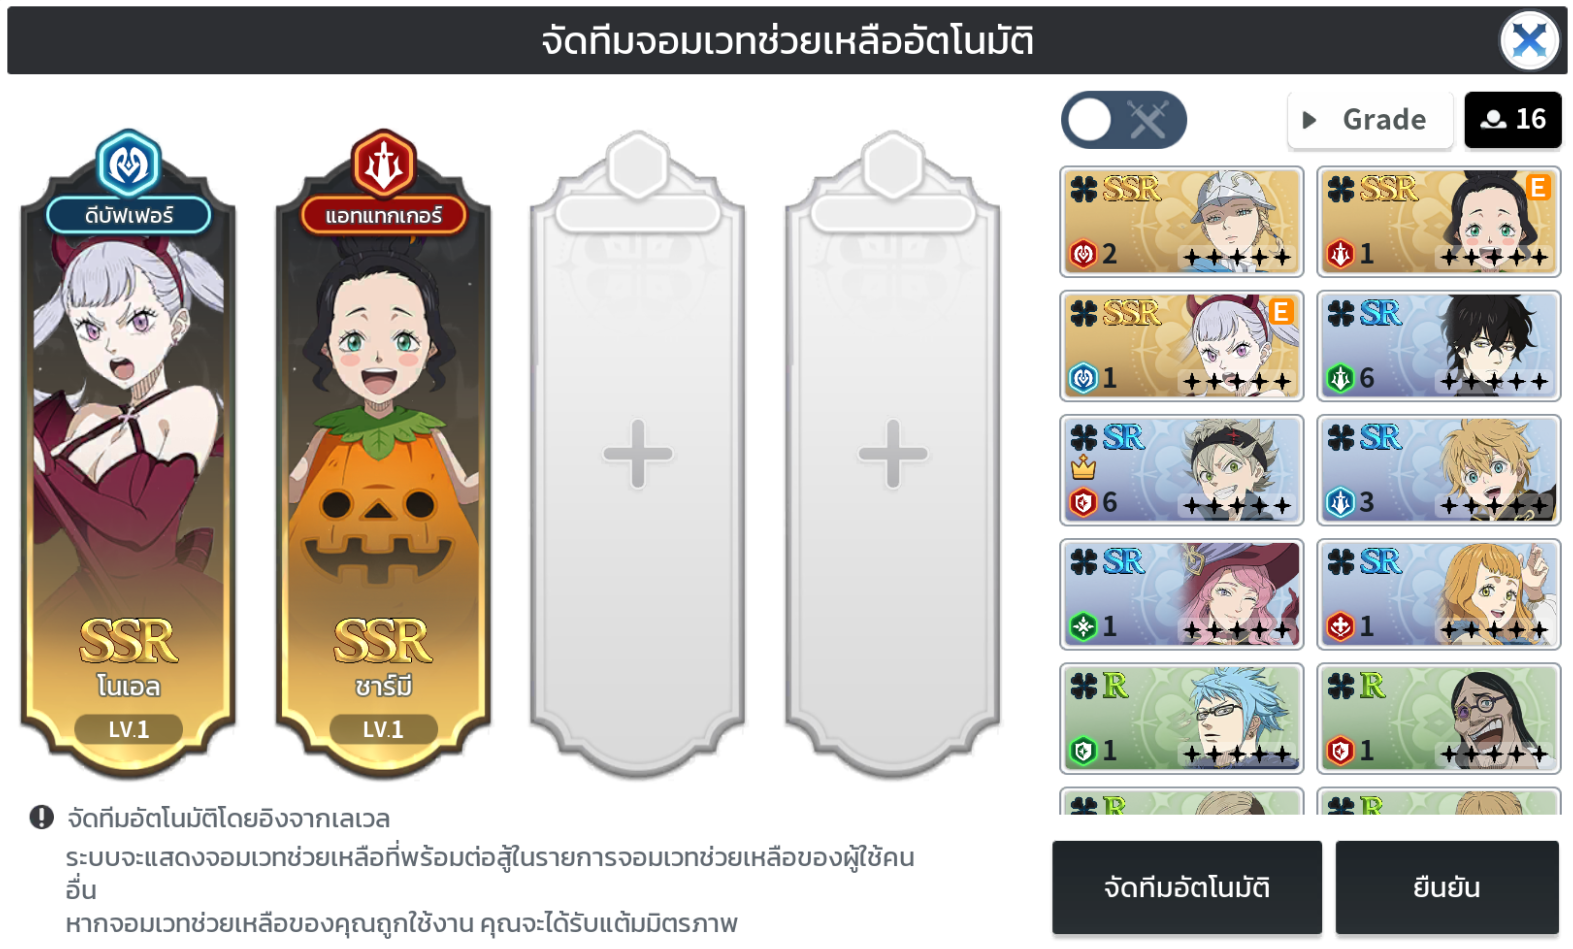 จัดทีมจอมเวทช่วยเหลืออัตโนมัติ
Grade
16
ดีบัฟเฟอร์
แอทแทกเกอร์
SSR
โนเอล
LV.1
SSR
ชาร์มี
LV.1
SSR
2
SSR
E
1
SSR
E
1
SR
6
SR
6
SR
3
SR
1
SR
1
R
1
R
1
R
R
จัดทีมอัตโนมัติโดยอิงจากเลเวล
ระบบจะแสดงจอมเวทช่วยเหลือที่พร้อมต่อสู้ในรายการจอมเวทช่วยเหลือของผู้ใช้คน
อื่น
หากจอมเวทช่วยเหลือของคุณถูกใช้งาน คุณจะได้รับแต้มมิตรภาพ
จัดทีมอัตโนมัติ
ยืนยัน